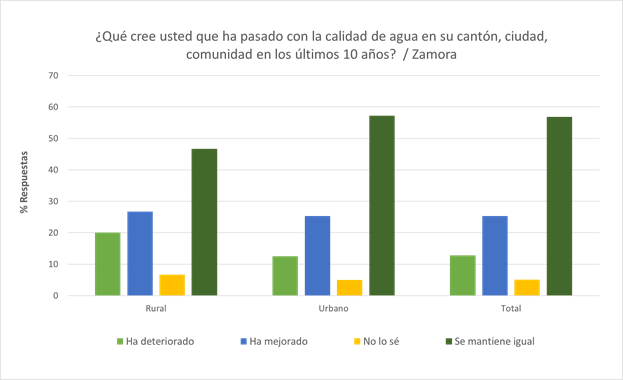 ¿Qué cree usted que ha pasado con la calidad de agua en su cantón, ciudad,
comunidad en los últimos 10 años?  / Zamora
70
60
50
40
30
20
10
0
% Respuestas
Rural
Urbano
Total
Ha deteriorado
Ha mejorado
No lo sé
Se mantiene igual